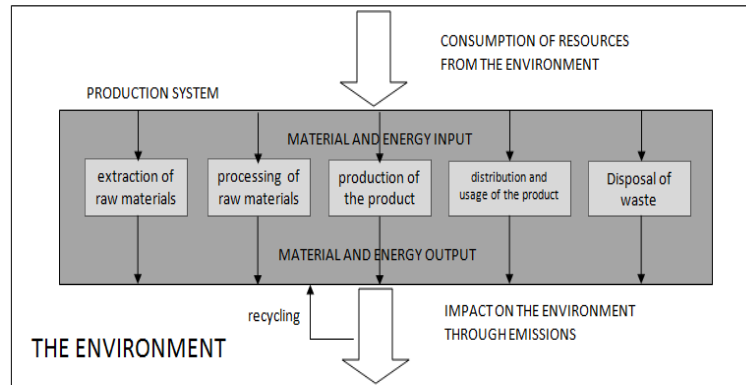 CONSUMPTION OF RESOURCES
FROM THE ENVIRONMENT
PRODUCTION SYSTEM
MATERIAL AND ENERGY INPUT
extraction of
raw materials
processing of
raw materials
production of
the product
distribution and
usage of the product
Disposal of
waste
MATERIAL AND ENERGY OUTPUT
recycling
IMPACT ON THE ENVIRONMENT
THROUGH EMISSIONS
THE ENVIRONMENT